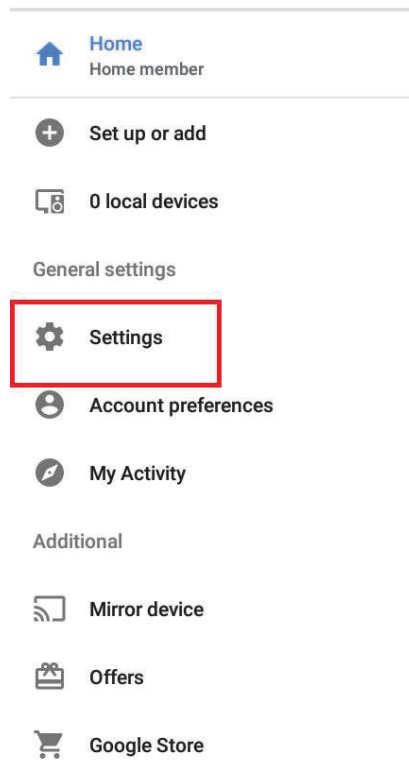 Home
Home member
Set up or add
0 local devices
General settings
Settings
Account preferences
My Activity
Additional
Mirror device
Offers
Google Store